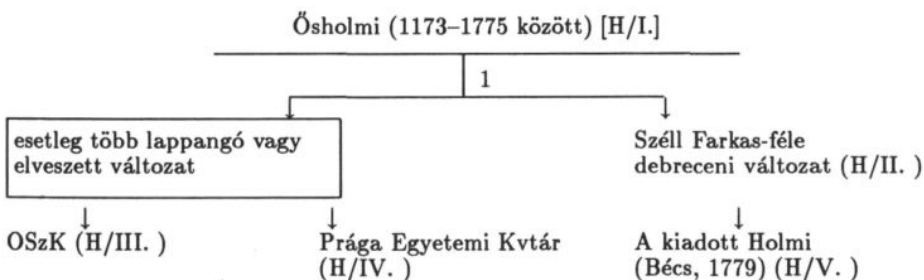 Ősholmi (1173–1775 között) [H/I.]
1
esetleg több lappangó vagy
elveszett változat
Széll Farkas-féle
debreceni változat (H/II. )
OSzK (H/III. )
Prága Egyetemi Kvtár
(H/IV. )
A kiadott Holmi
(Bécs, 1779) (H/V. )